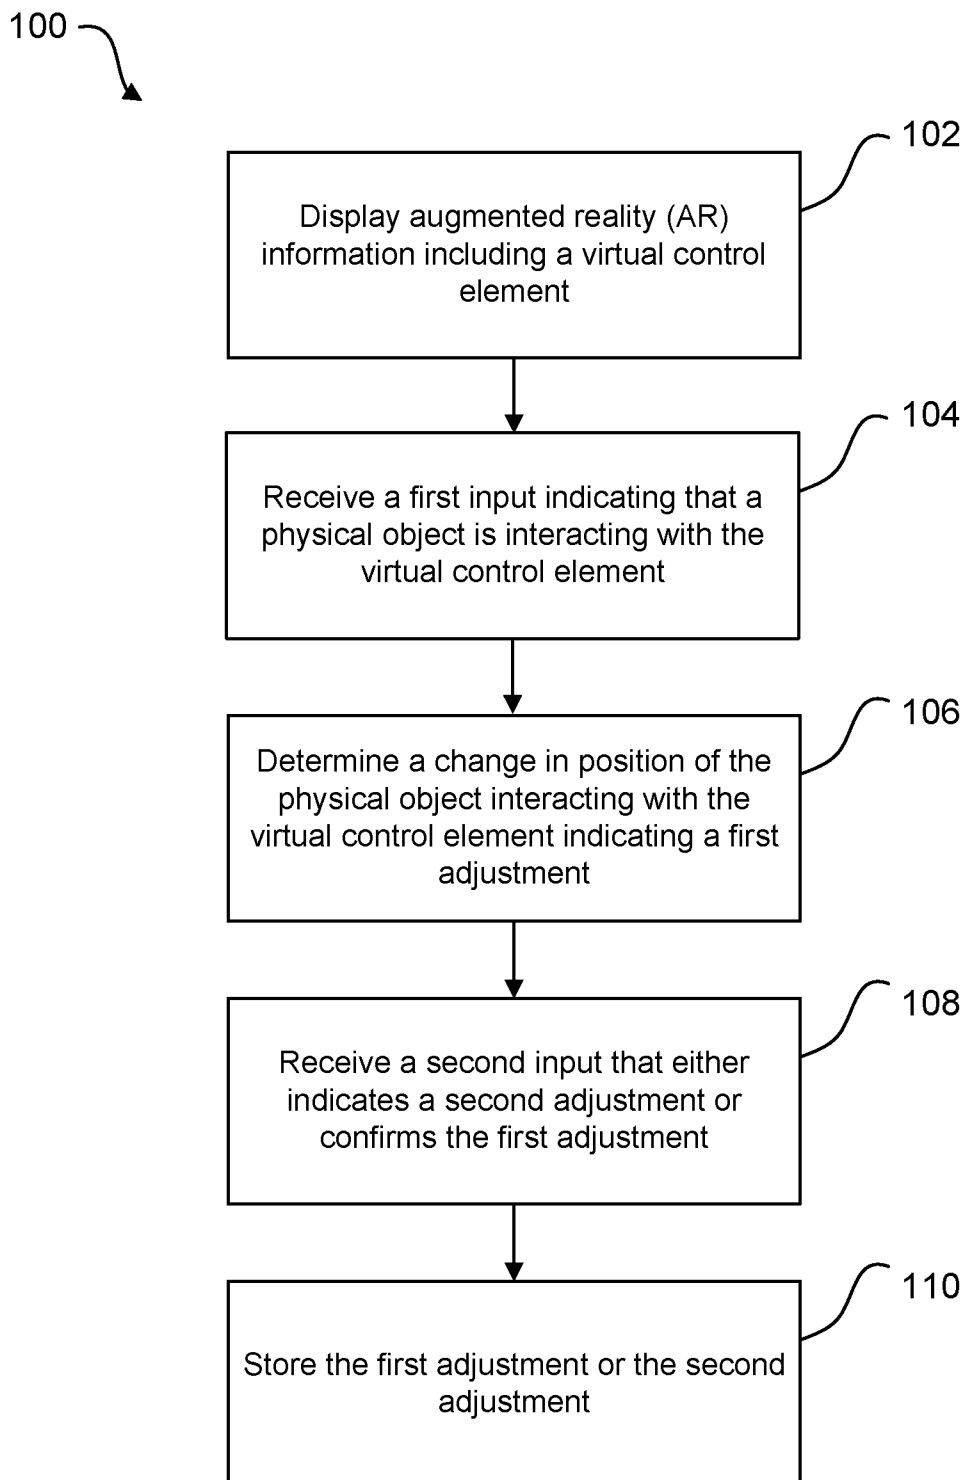 100
102
Display augmented reality (AR)
information including a virtual control
element
104
Receive a first input indicating that a
physical object is interacting with the
virtual control element
106
Determine a change in position of the
physical object interacting with the
virtual control element indicating a first
adjustment
108
Receive a second input that either
indicates a second adjustment or
confirms the first adjustment
110
Store the first adjustment or the second
adjustment